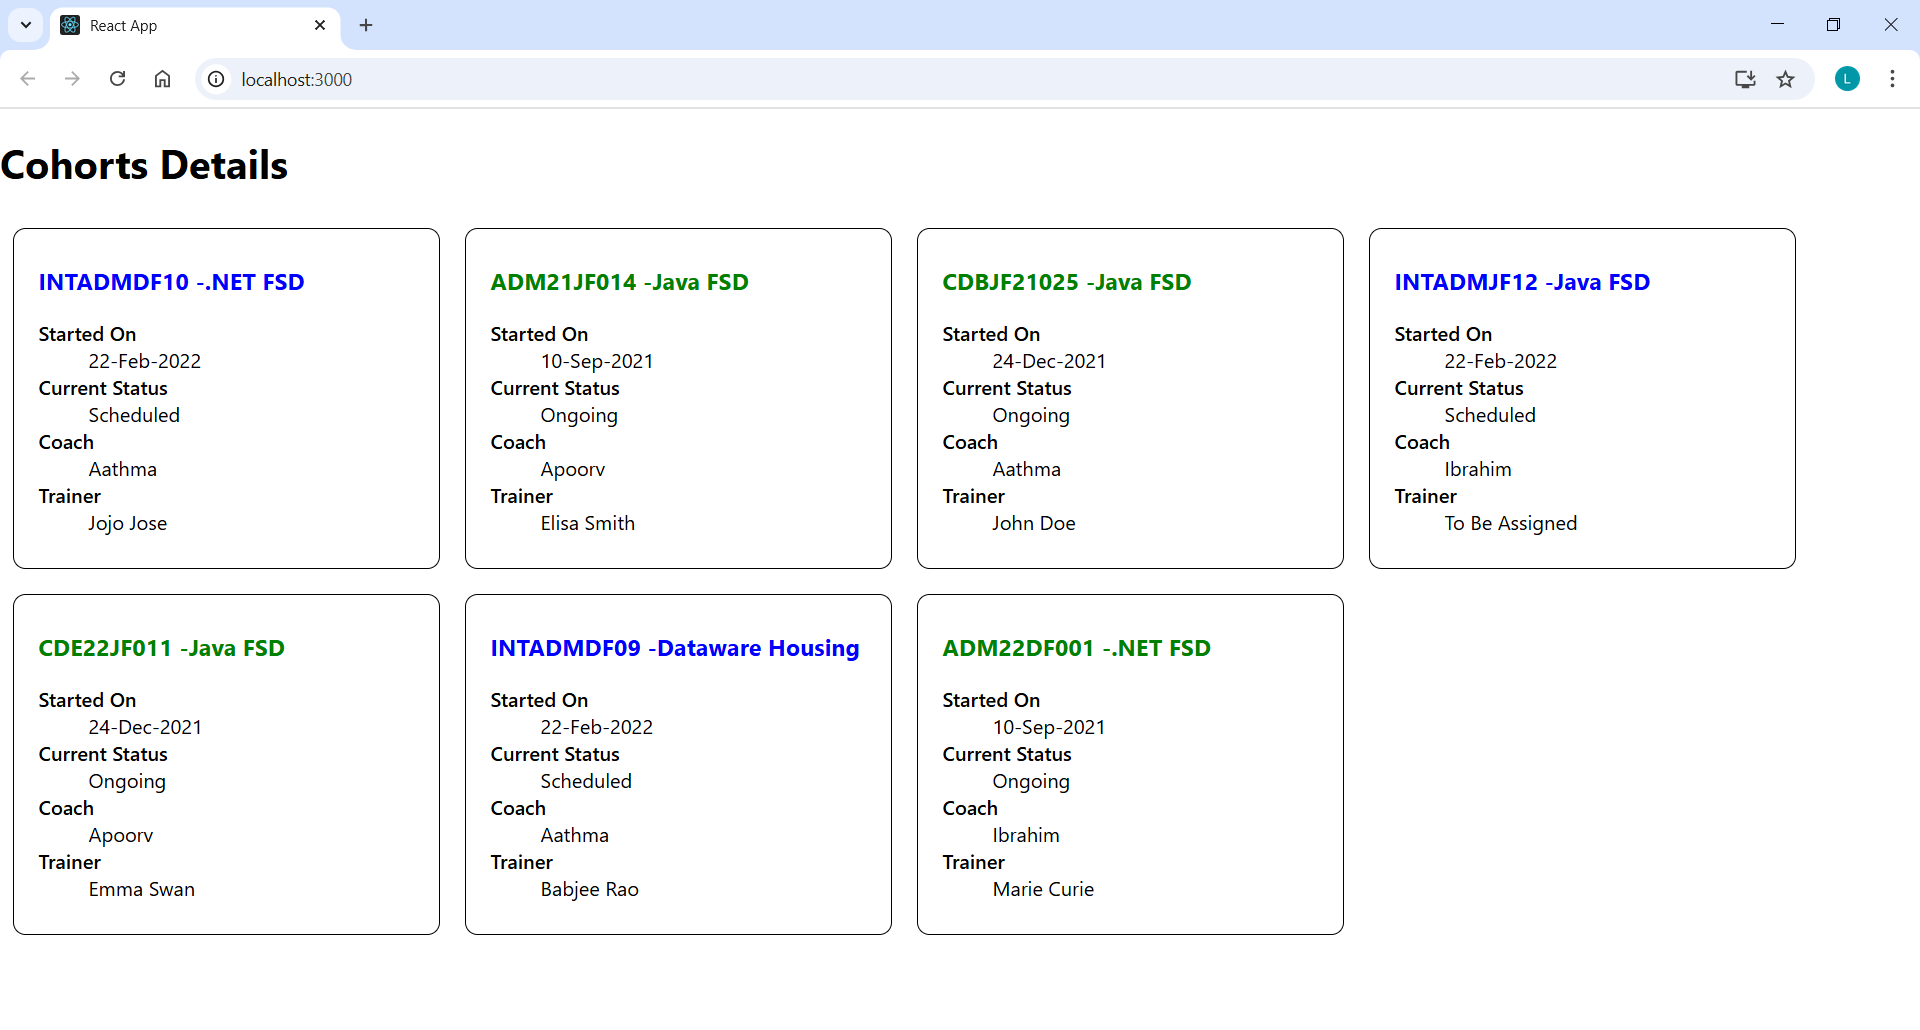 React App
localhost:3000
L
Cohorts Details
INTADMDF10 -.NET FSD
Started On
22-Feb-2022
Current Status
Scheduled
Coach
Aathma
Trainer
Jojo Jose
ADM21JF014 -Java FSD
Started On
10-Sep-2021
Current Status
Ongoing
Coach
Apoorv
Trainer
Elisa Smith
CDBJF21025 -Java FSD
Started On
24-Dec-2021
Current Status
Ongoing
Coach
Aathma
Trainer
John Doe
INTADMJF12 -Java FSD
Started On
22-Feb-2022
Current Status
Scheduled
Coach
Ibrahim
Trainer
To Be Assigned
CDE22JF011 -Java FSD
Started On
24-Dec-2021
Current Status
Ongoing
Coach
Apoorv
Trainer
Emma Swan
INTADMDF09 -Dataware Housing
Started On
22-Feb-2022
Current Status
Scheduled
Coach
Aathma
Trainer
Babjee Rao
ADM22DF001 -.NET FSD
Started On
10-Sep-2021
Current Status
Ongoing
Coach
Ibrahim
Trainer
Marie Curie